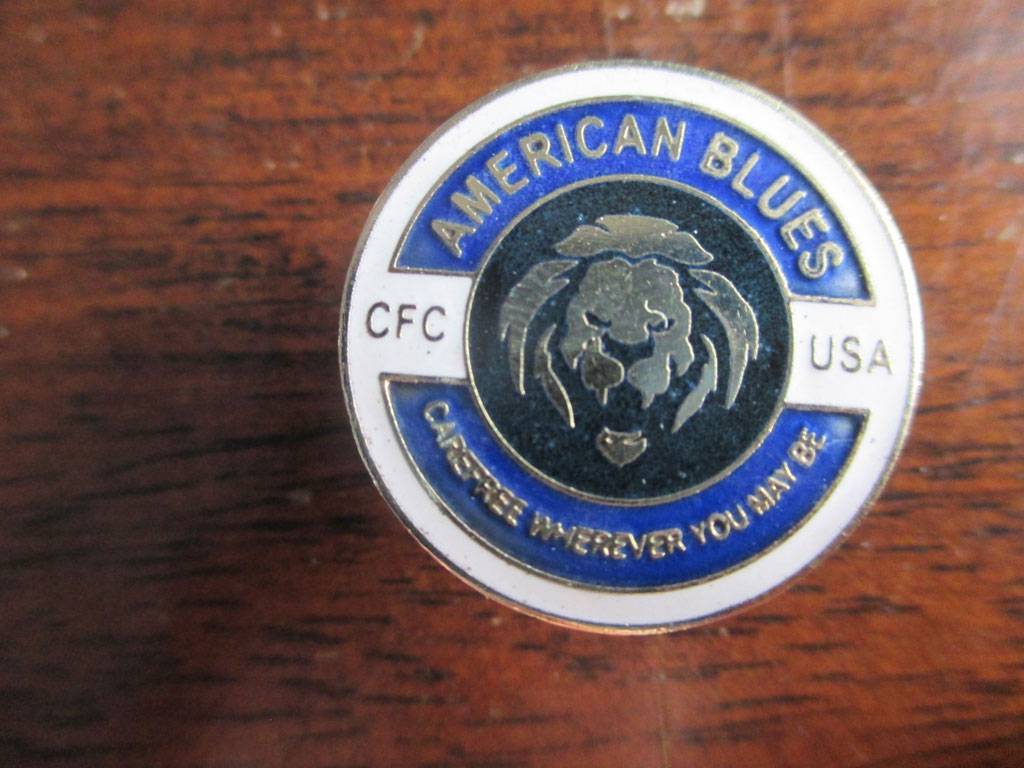 AMERICAN BLUES
CFC
USA
CAREFREE WHEREVER YOU MAY BE